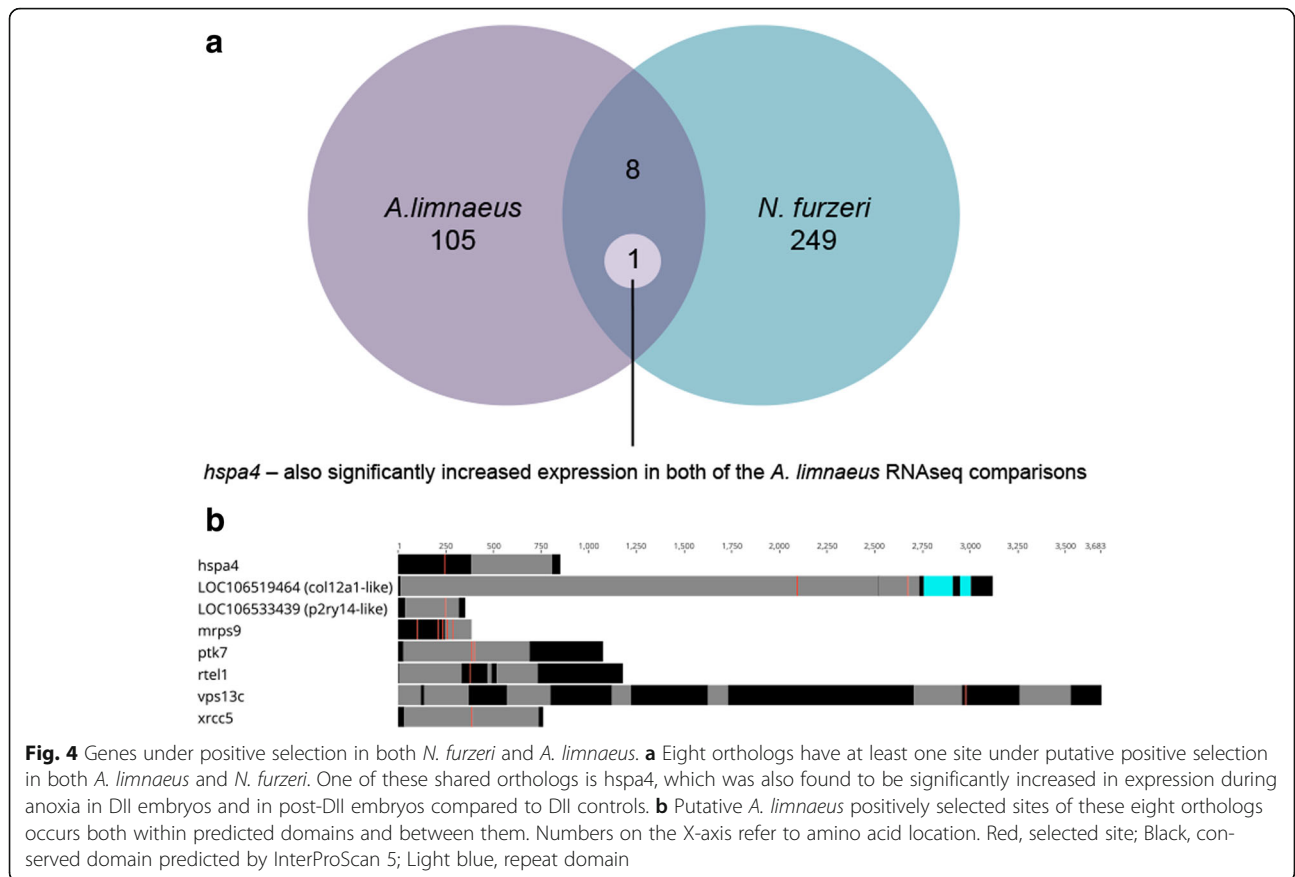 a
A.limnaeus
105
8
N. furzeri
249
1
hspa4 – also significantly increased expression in both of the A. limnaeus RNAseq comparisons
b
1 250 500 750 1,000 1,250 1,500 1,750 2,000 2,250 2,500 2,750 3,000 3,250 3,500 3,683
hspa4
LOC106519464 (col12a1-like)
LOC106533439 (p2ry14-like)
mrps9
ptk7
rtel1
vps13c
xrcc5
Fig. 4 Genes under positive selection in both N. furzeri and A. limnaeus. a Eight orthologs have at least one site under putative positive selection
in both A. limnaeus and N. furzeri. One of these shared orthologs is hspa4, which was also found to be significantly increased in expression during
anoxia in DII embryos and in post-DII embryos compared to DII controls. b Putative A. limnaeus positively selected sites of these eight orthologs
occurs both within predicted domains and between them. Numbers on the X-axis refer to amino acid location. Red, selected site; Black, con-
served domain predicted by InterProScan 5; Light blue, repeat domain